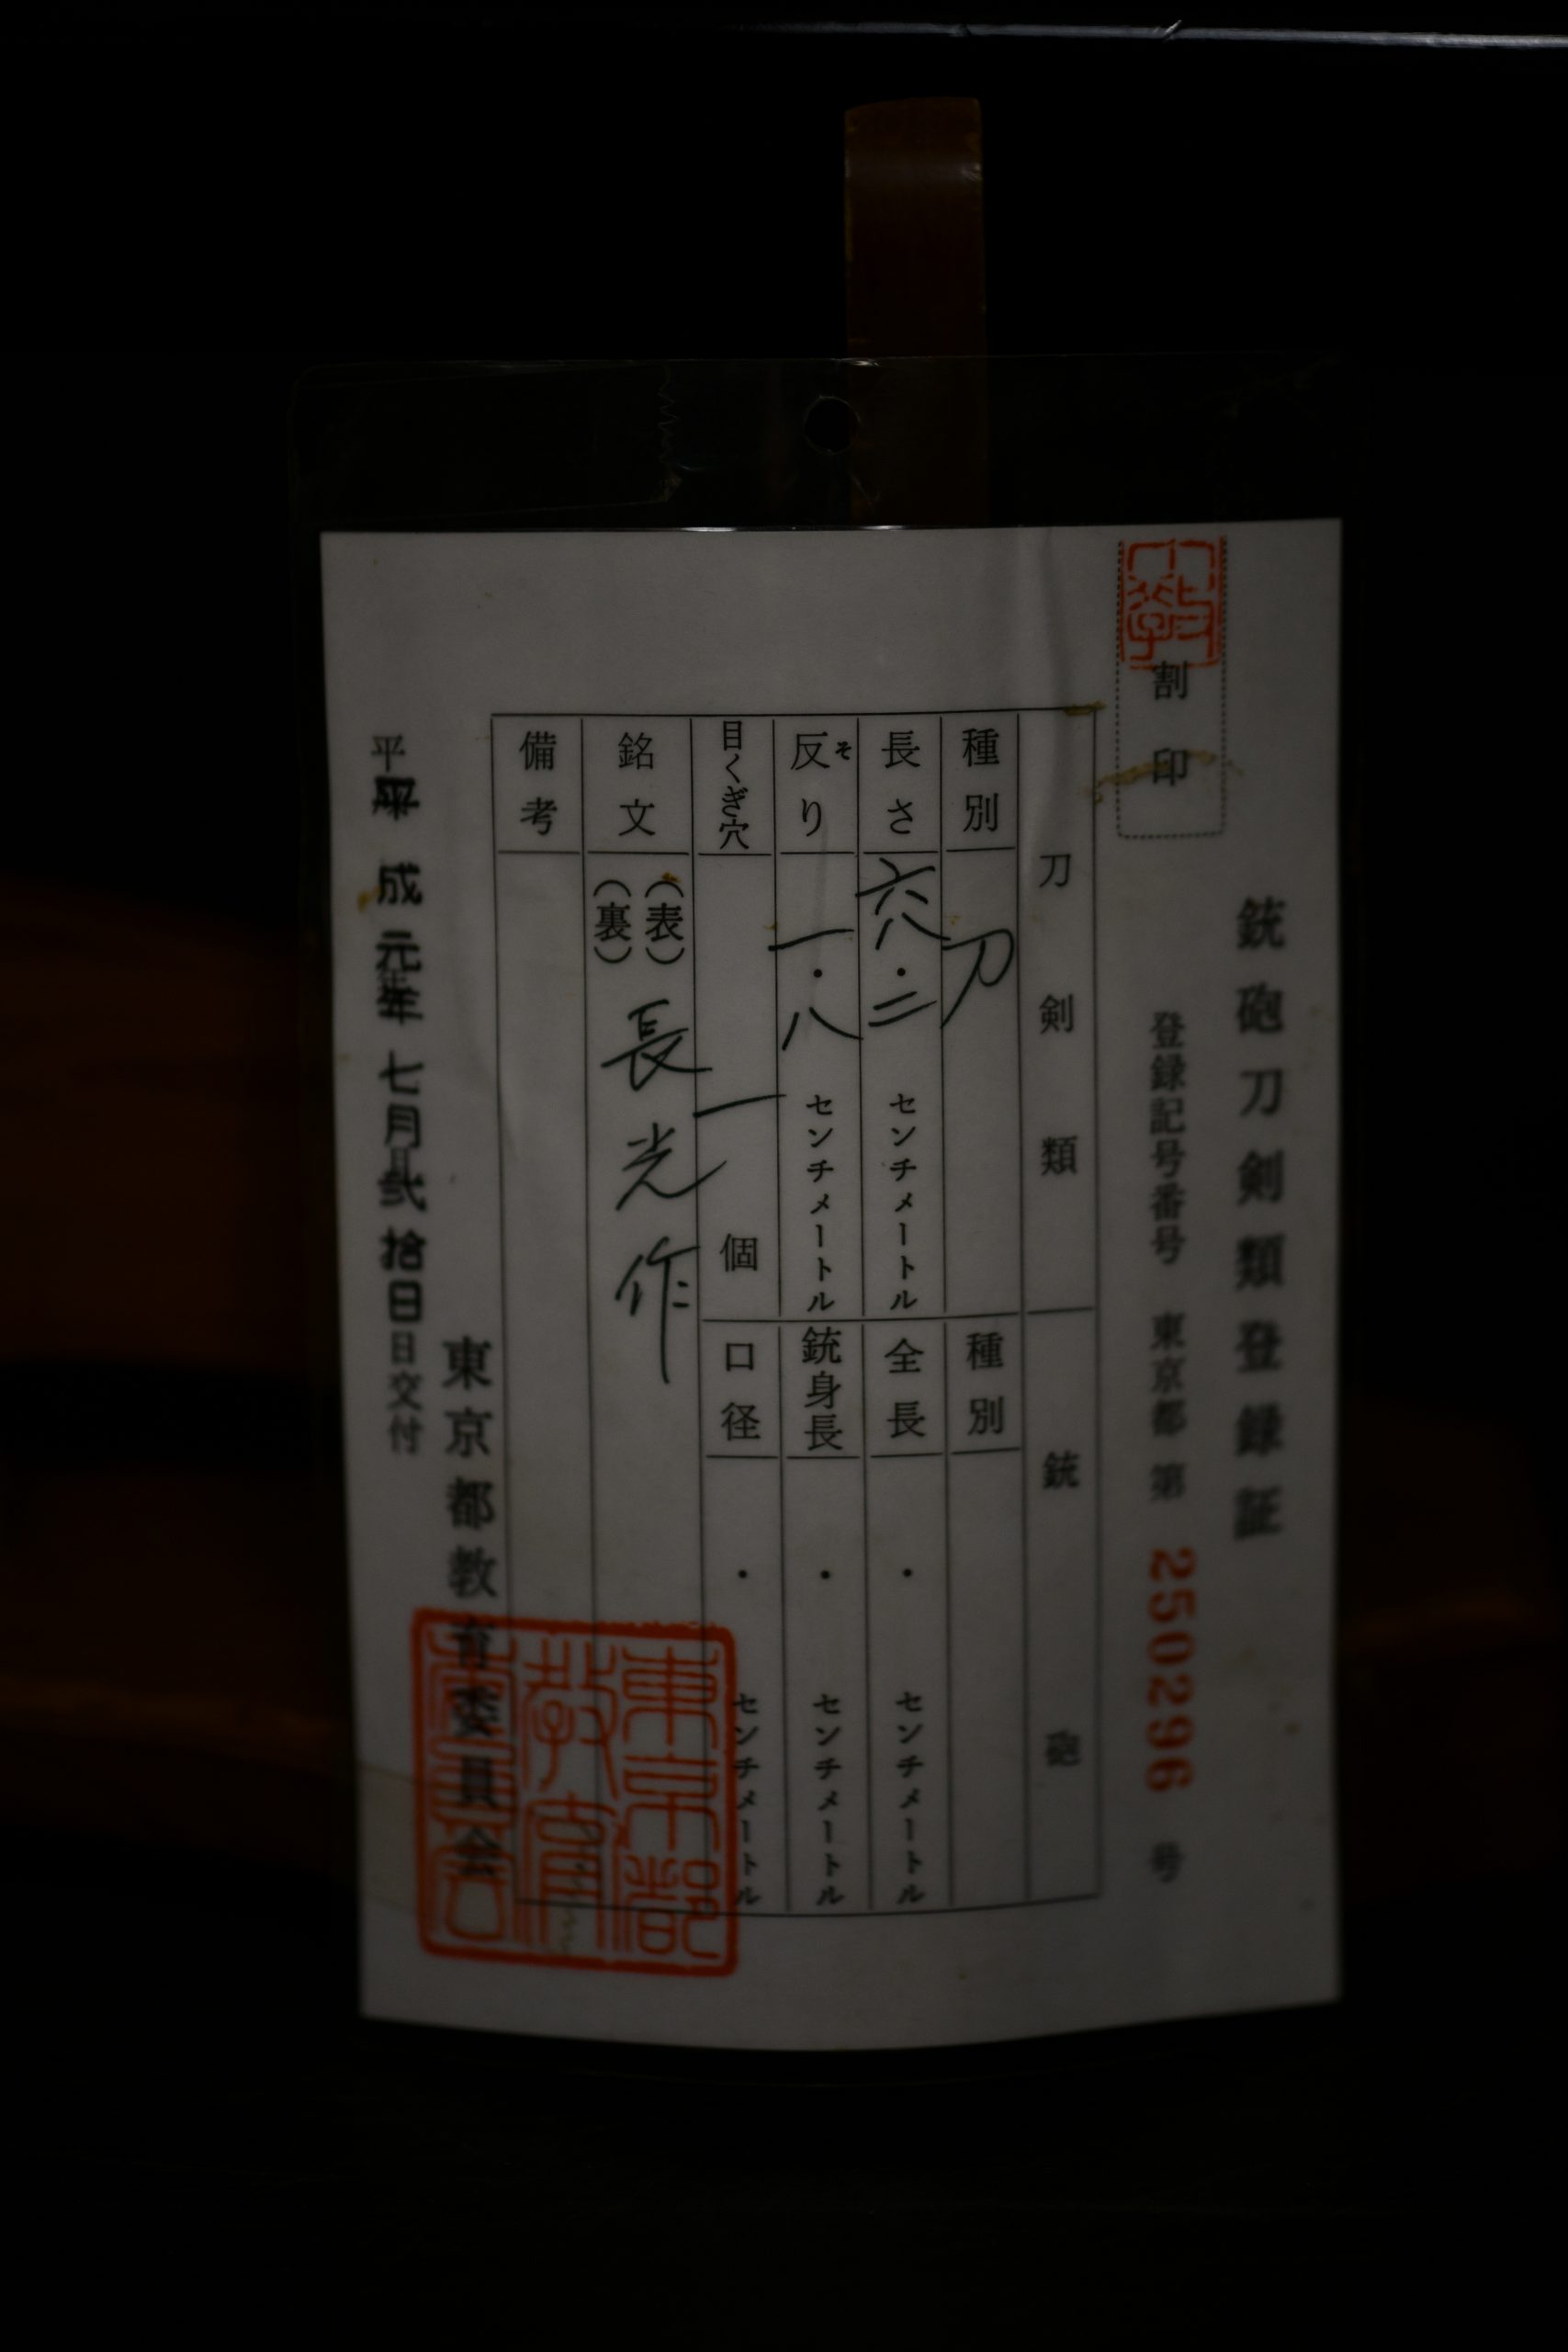 銃砲刀剣類登録証
割印
登録記号番号 東京都 第 250296 号
刀剣類
種別 刀
長さ 六八・二 センチメートル
反り そ 一・八 センチメートル
目くぎ穴 一 個
銘文 (表) 長光作
(裏)
備考
銃砲
種別
全長 ・ センチメートル
銃身長 ・ センチメートル
口径 ・ センチメートル
平成元年七月弐拾日交付
東京都教育委員会